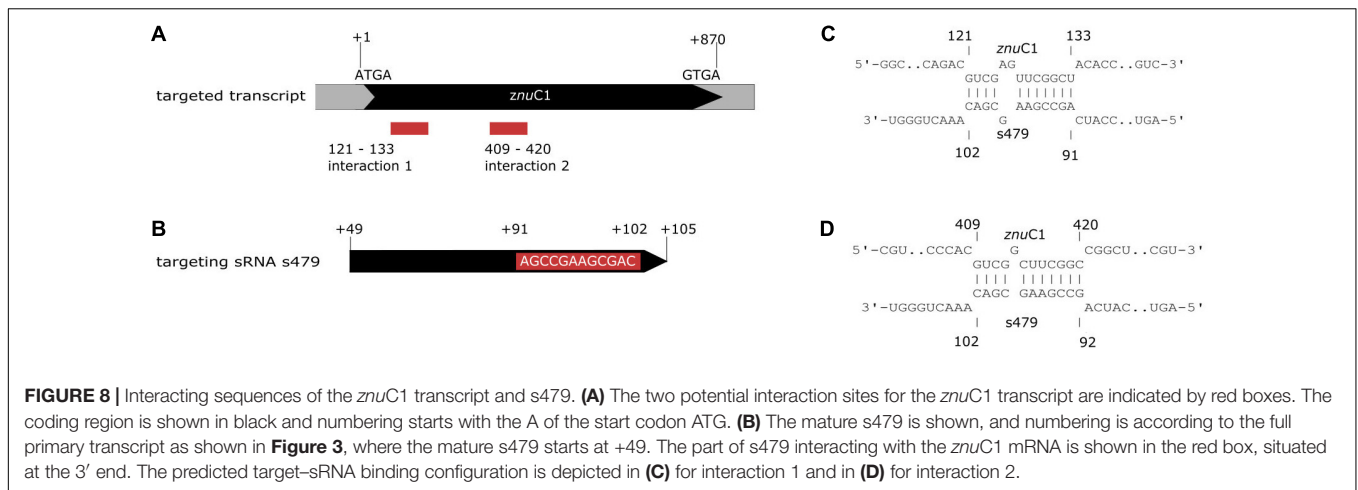 A
+1
+870
ATGA
GTGA
targeted transcript
znuC1
121 - 133
interaction 1
409 - 420
interaction 2
B
+49
+91
+102
+105
targeting sRNA s479
AGCCGAAGCGAC
C
121
znuC1
133
5'-GGC..CAGAC AG ACACC..GUC-3'
GUCG UUCGGCU
|||| |||||||
CAGC AAGCCGA
3'-UGGGUCAAA G CUACC..UGA-5'
s479
102
91
D
409
znuC1
420
5'-CGU..CCCAC G CGGCU..CGU-3'
GUCG CUUCGGC
|||| |||||||
CAGC GAAGCCG
3'-UGGGUCAAA ACUAC..UGA-5'
s479
102
92
FIGURE 8 | Interacting sequences of the znuC1 transcript and s479. (A) The two potential interaction sites for the znuC1 transcript are indicated by red boxes. The
coding region is shown in black and numbering starts with the A of the start codon ATG. (B) The mature s479 is shown, and numbering is according to the full
primary transcript as shown in Figure 3, where the mature s479 starts at +49. The part of s479 interacting with the znuC1 mRNA is shown in the red box, situated
at the 3′ end. The predicted target–sRNA binding configuration is depicted in (C) for interaction 1 and in (D) for interaction 2.